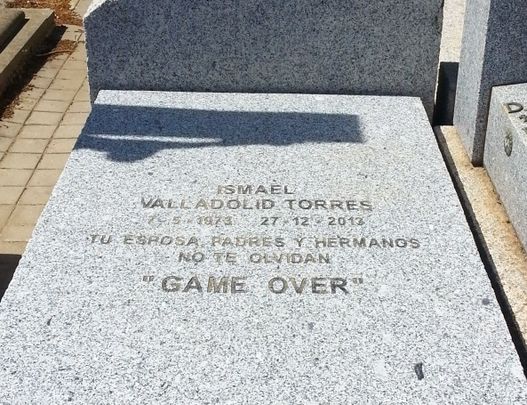 ISMAEL
VALLADOLID TORRES
7-5-1973 27-12-2013
TU ESPOSA, PADRES Y HERMANOS
NO TE OLVIDAN
"GAME OVER"